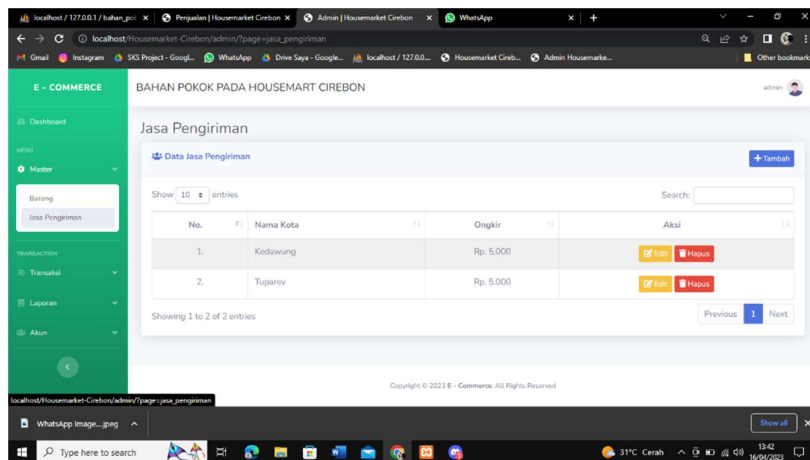 localhost / 127.0.0.1 / bahan_pol
Penjualan | Housemarket Cirebon
Admin | Housemarket Cirebon
WhatsApp
localhost/Housemarket-Cirebon/admin/?page=jasa_pengiriman
Gmail
Instagram
SKS Project - Googl...
WhatsApp
Drive Saya - Google...
localhost / 127.0.0...
Housemarket Cireb...
Admin Housemarke...
Other bookmark
E - COMMERCE
BAHAN POKOK PADA HOUSEMART CIREBON
admin
Dashboard
MENU
Master
Barang
Jasa Pengiriman
TRANSACTION
Transaksi
Laporan
Akun
Jasa Pengiriman
Data Jasa Pengiriman
+ Tambah
Show 10 entries
Search:
No. Nama Kota Ongkir Aksi
1. Kedawung Rp. 5.000 Edit Hapus
2. Tuparev Rp. 5.000 Edit Hapus
Showing 1 to 2 of 2 entries
Previous 1 Next
Copyright © 2023 E - Commerce. All Rights Reserved
localhost/Housemarket-Cirebon/admin/?page=jasa_pengiriman
WhatsApp Image....jpeg
Show all
Type here to search
31°C Cerah
13:42
16/04/2023